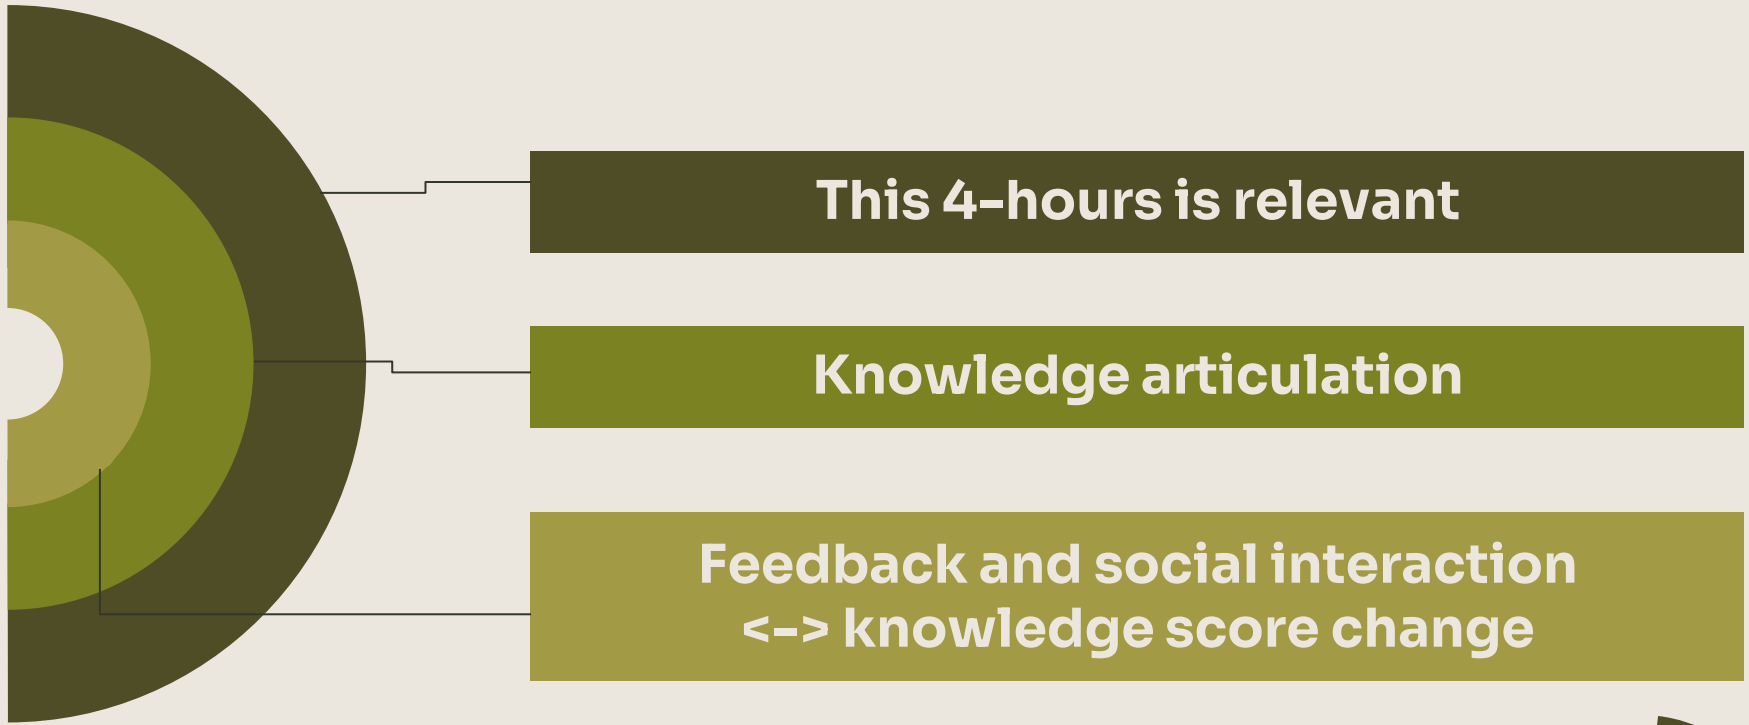 This 4-hours is relevant
Knowledge articulation
Feedback and social interaction
<-> knowledge score change